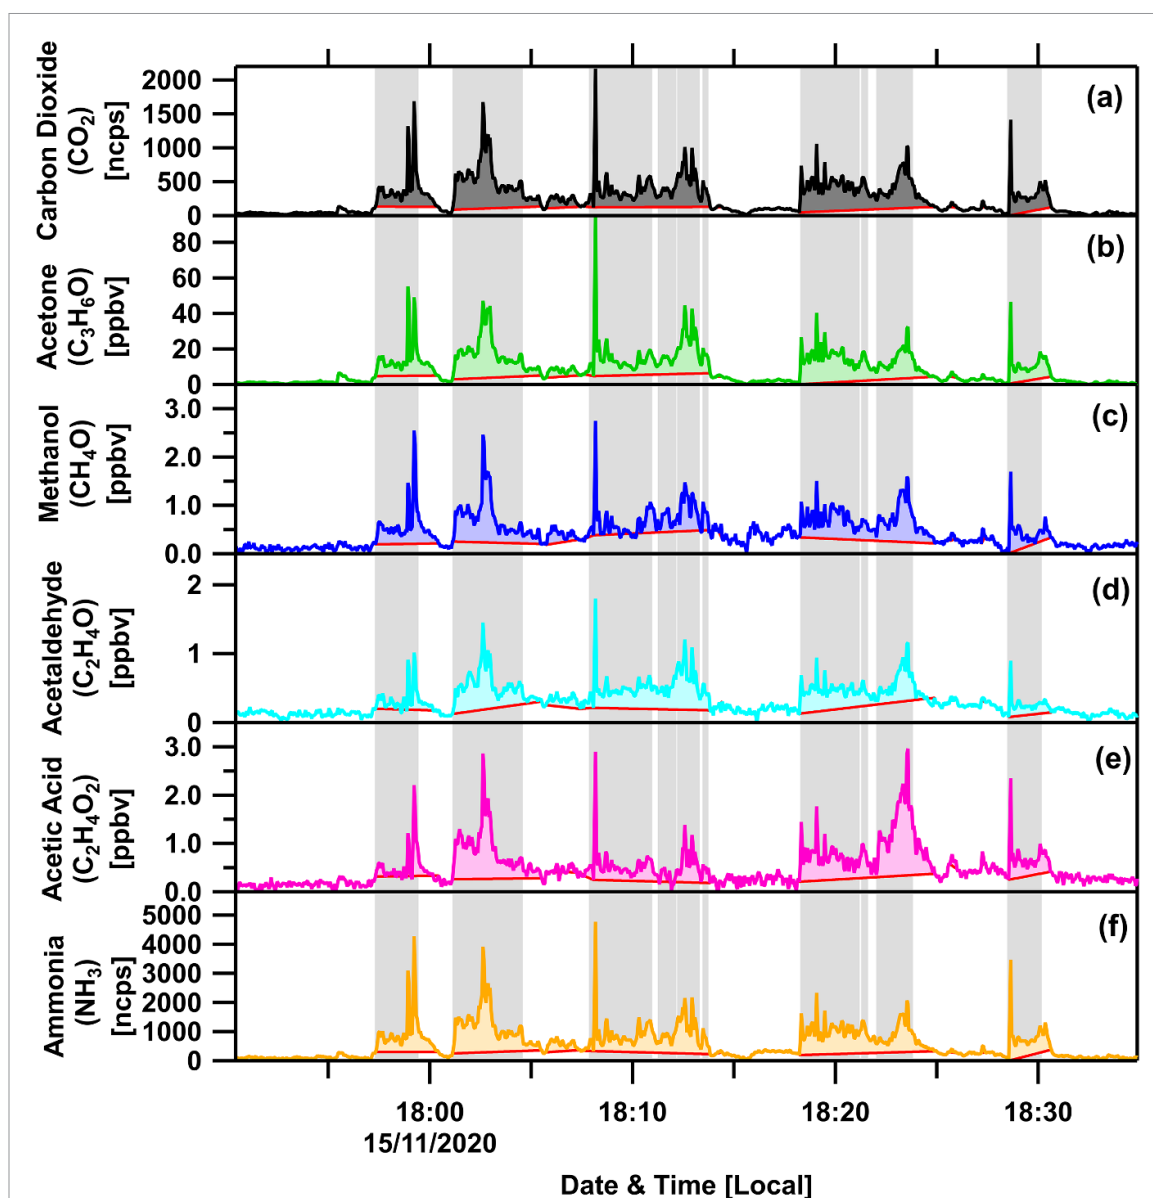 Carbon Dioxide
(CO2)
[ncps]
2000
1500
1000
500
0
(a)
Acetone
(C3H6O)
[ppbv]
80
60
40
20
0
(b)
Methanol
(CH4O)
[ppbv]
3.0
2.0
1.0
0.0
(c)
Acetaldehyde
(C2H4O)
[ppbv]
2
1
0
(d)
Acetic Acid
(C2H4O2)
[ppbv]
3.0
2.0
1.0
0.0
(e)
Ammonia
(NH3)
[ncps]
5000
4000
3000
2000
1000
0
(f)
18:00
18:10
18:20
18:30
15/11/2020
Date & Time [Local]